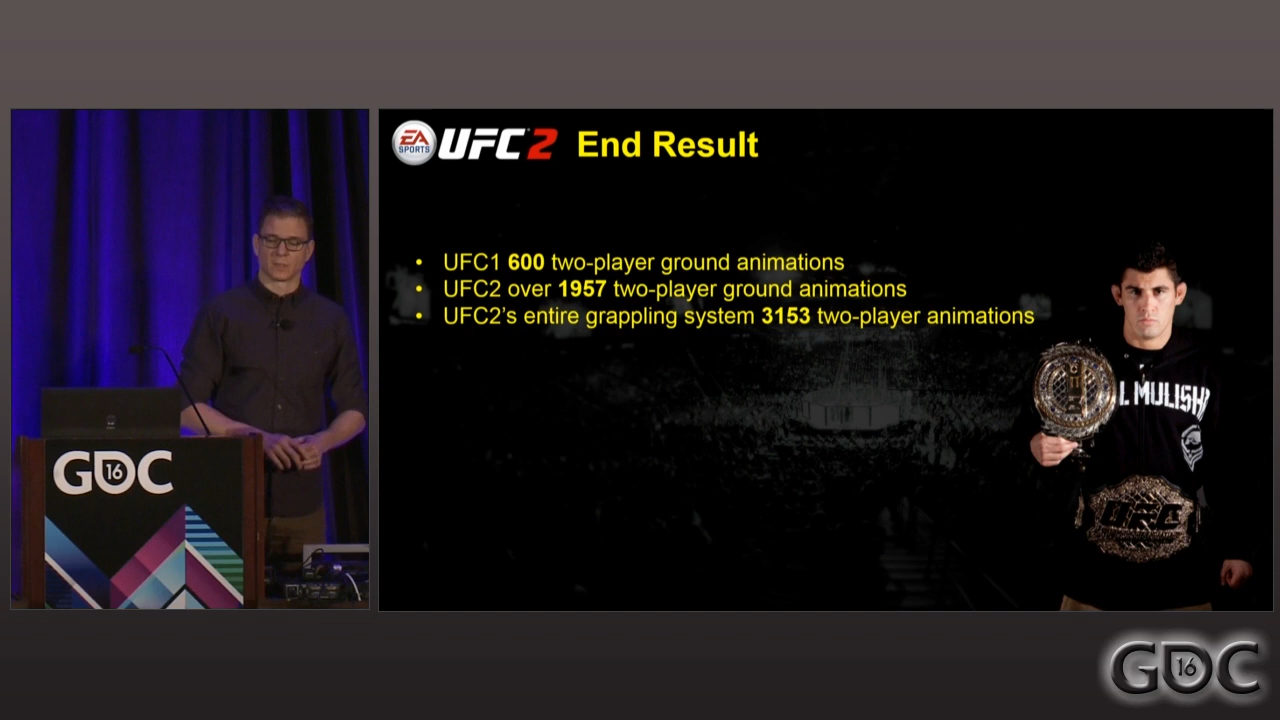 EA
SPORTS
UFC 2
End Result
• UFC1 600 two-player ground animations
• UFC2 over 1957 two-player ground animations
• UFC2's entire grappling system 3153 two-player animations
MULISH
UFC
GDC
16
GDC
16